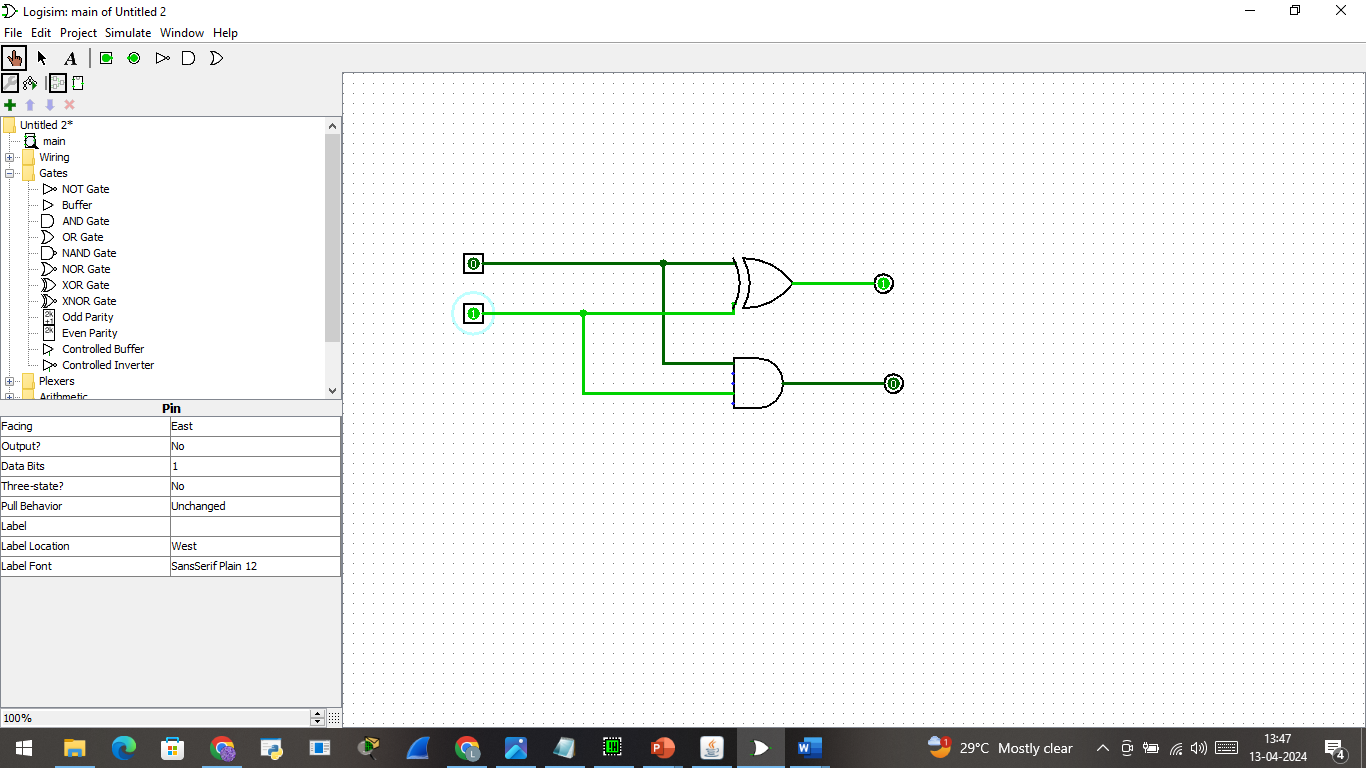 Logisim: main of Untitled 2
File Edit Project Simulate Window Help
A
Untitled 2*
main
Wiring
Gates
NOT Gate
Buffer
AND Gate
OR Gate
NAND Gate
NOR Gate
XOR Gate
XNOR Gate
Odd Parity
Even Parity
Controlled Buffer
Controlled Inverter
Plexers
Arithmetic
Pin
Facing East
Output? No
Data Bits 1
Three-state? No
Pull Behavior Unchanged
Label
Label Location West
Label Font SansSerif Plain 12
100%
0
1
1
0
1 29°C Mostly clear
13:47
13-04-2024
4